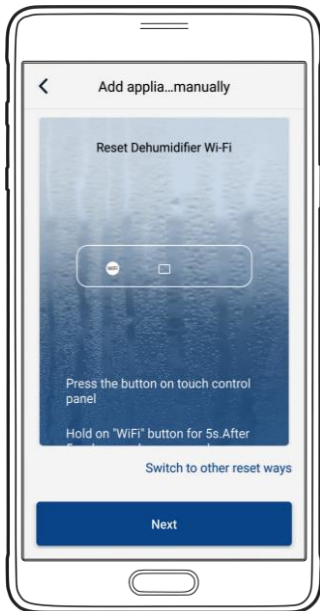 Add applia...manually
Reset Dehumidifier Wi-Fi
WiFi
Press the button on touch control
panel
Hold on "WiFi" button for 5s.After
Switch to other reset ways
Next